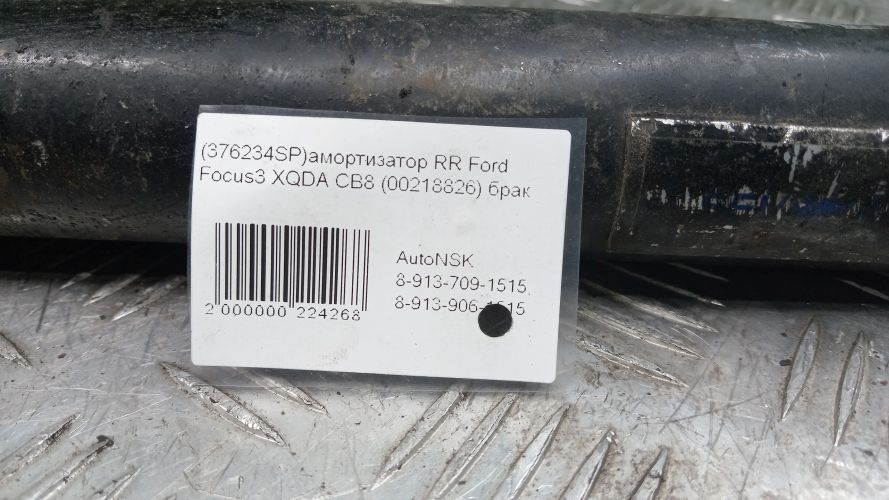 (376234SP)амортизатор RR Ford
Focus3 XQDA CB8 (00218826) брак
AutoNSK
8-913-709-1515,
8-913-906-1515
2 000000 224268